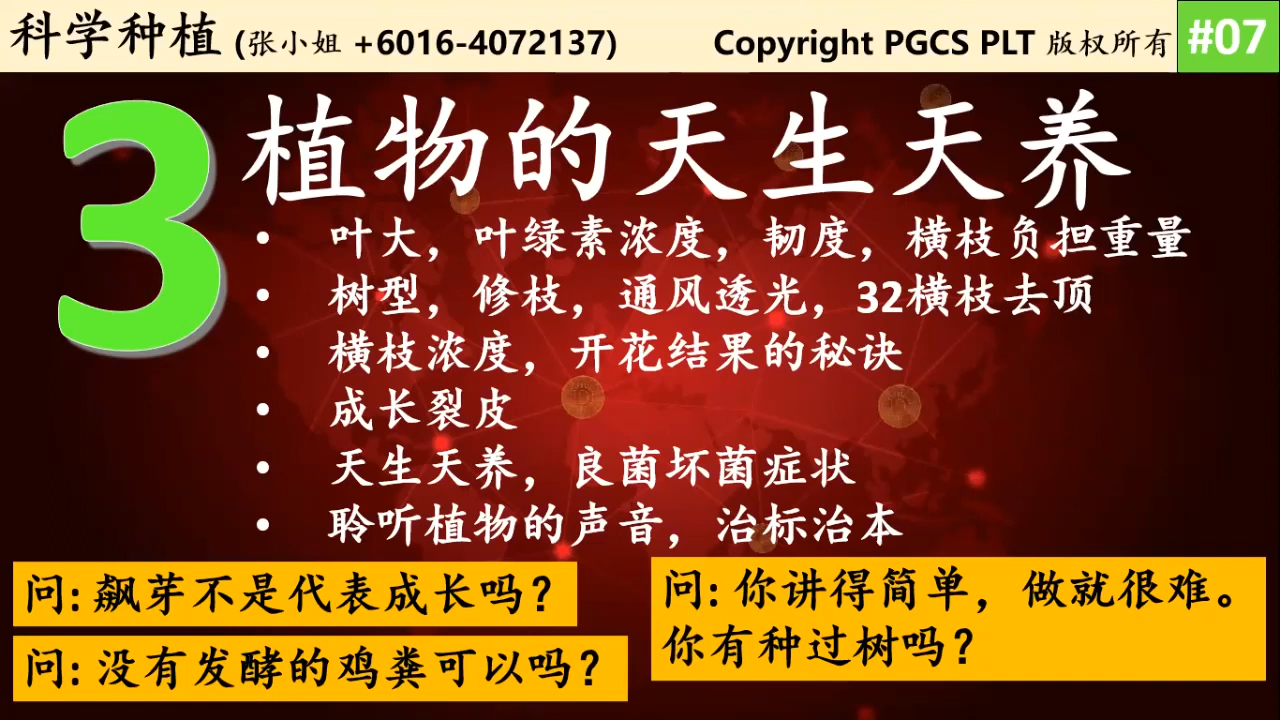 科学种植 (张小姐 +6016-4072137) Copyright PGCS PLT 版权所有 #07
3 植物的天生天养
• 叶大，叶绿素浓度，韧度，横枝负担重量
• 树型，修枝，通风透光，32横枝去顶
• 横枝浓度，开花结果的秘诀
• 成长裂皮
• 天生天养，良菌坏菌症状
• 聆听植物的声音，治标治本
问: 飙芽不是代表成长吗？
问: 没有发酵的鸡粪可以吗？
问: 你讲得简单，做就很难。
你有种过树吗？